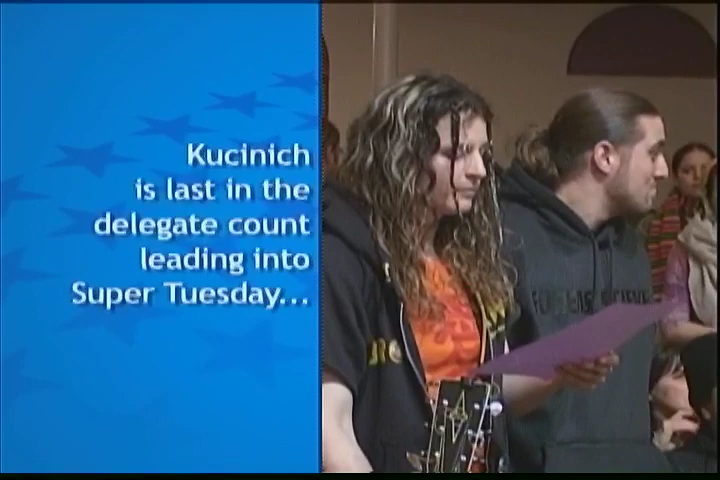 Kucinich
is last in the
delegate count
leading into
Super Tuesday...